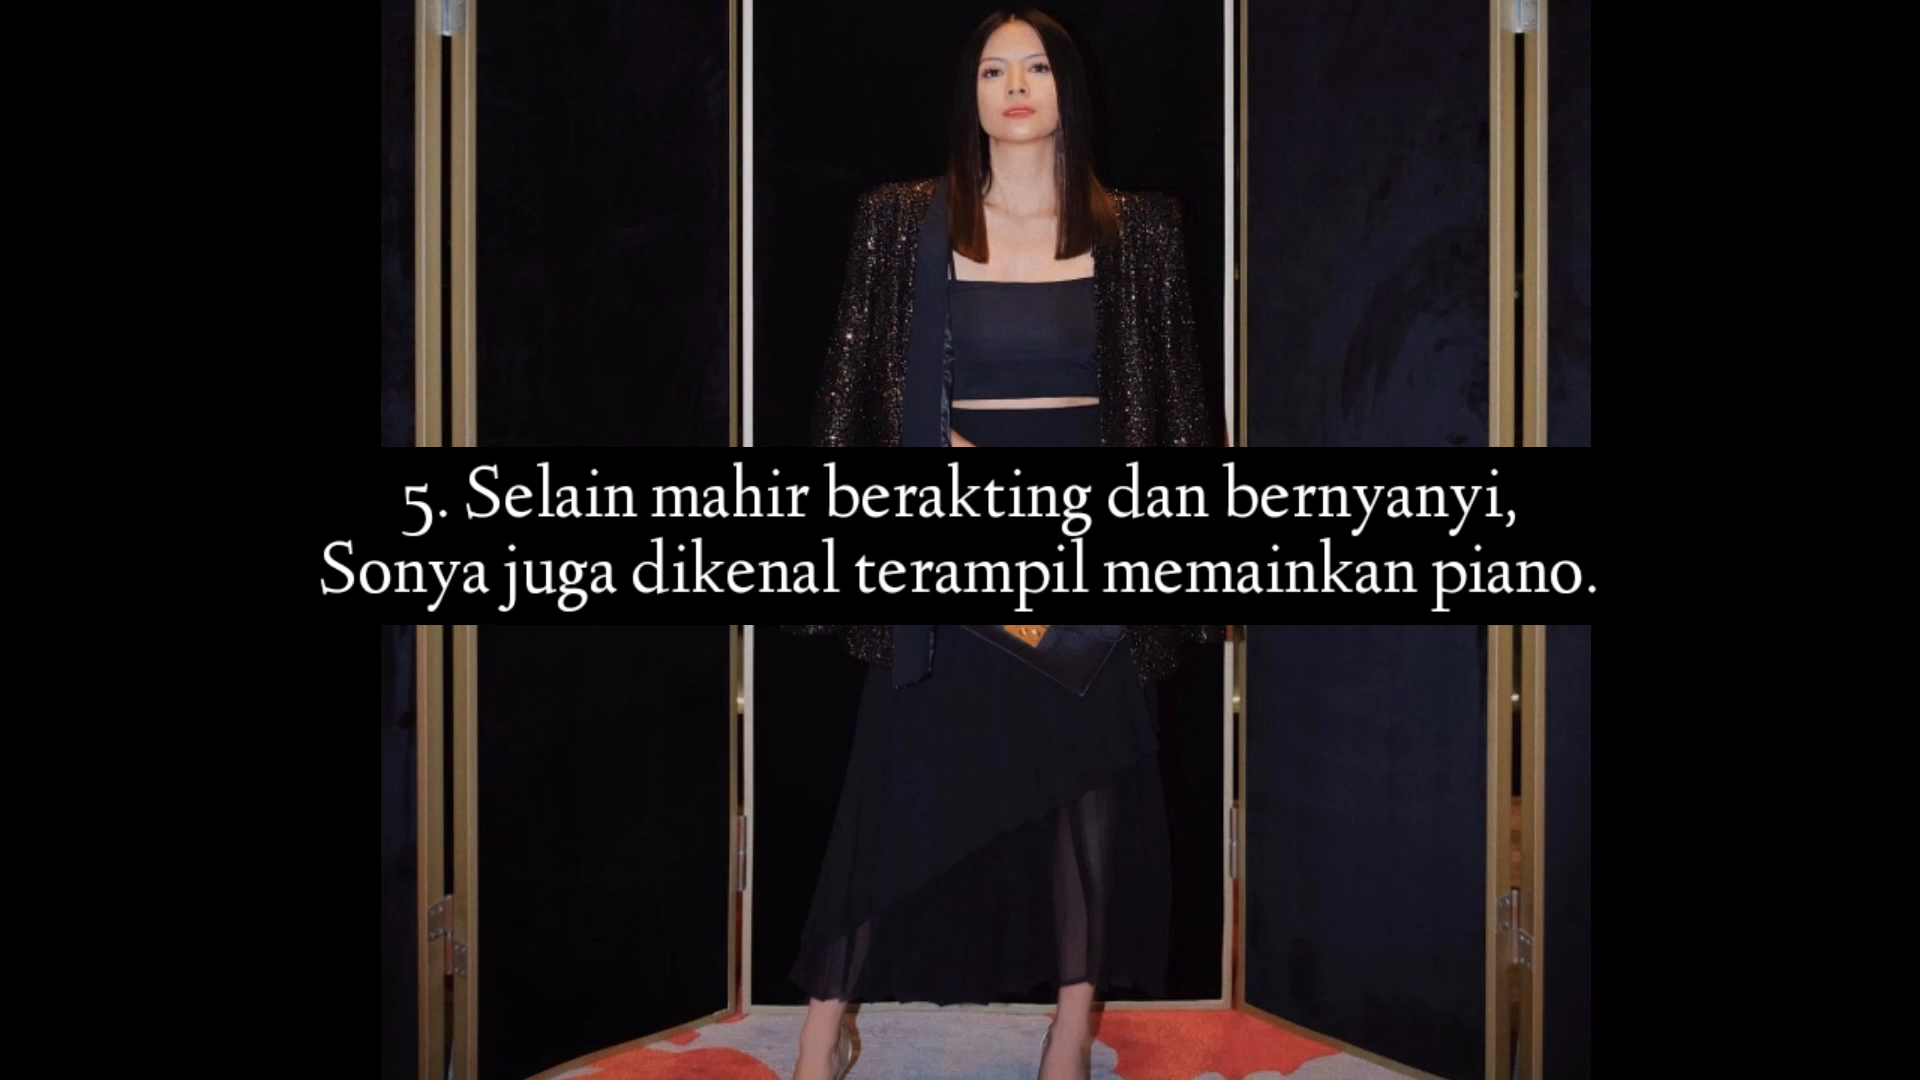 5. Selain mahir berakting dan bernyanyi,
Sonya juga dikenal terampil memainkan piano.